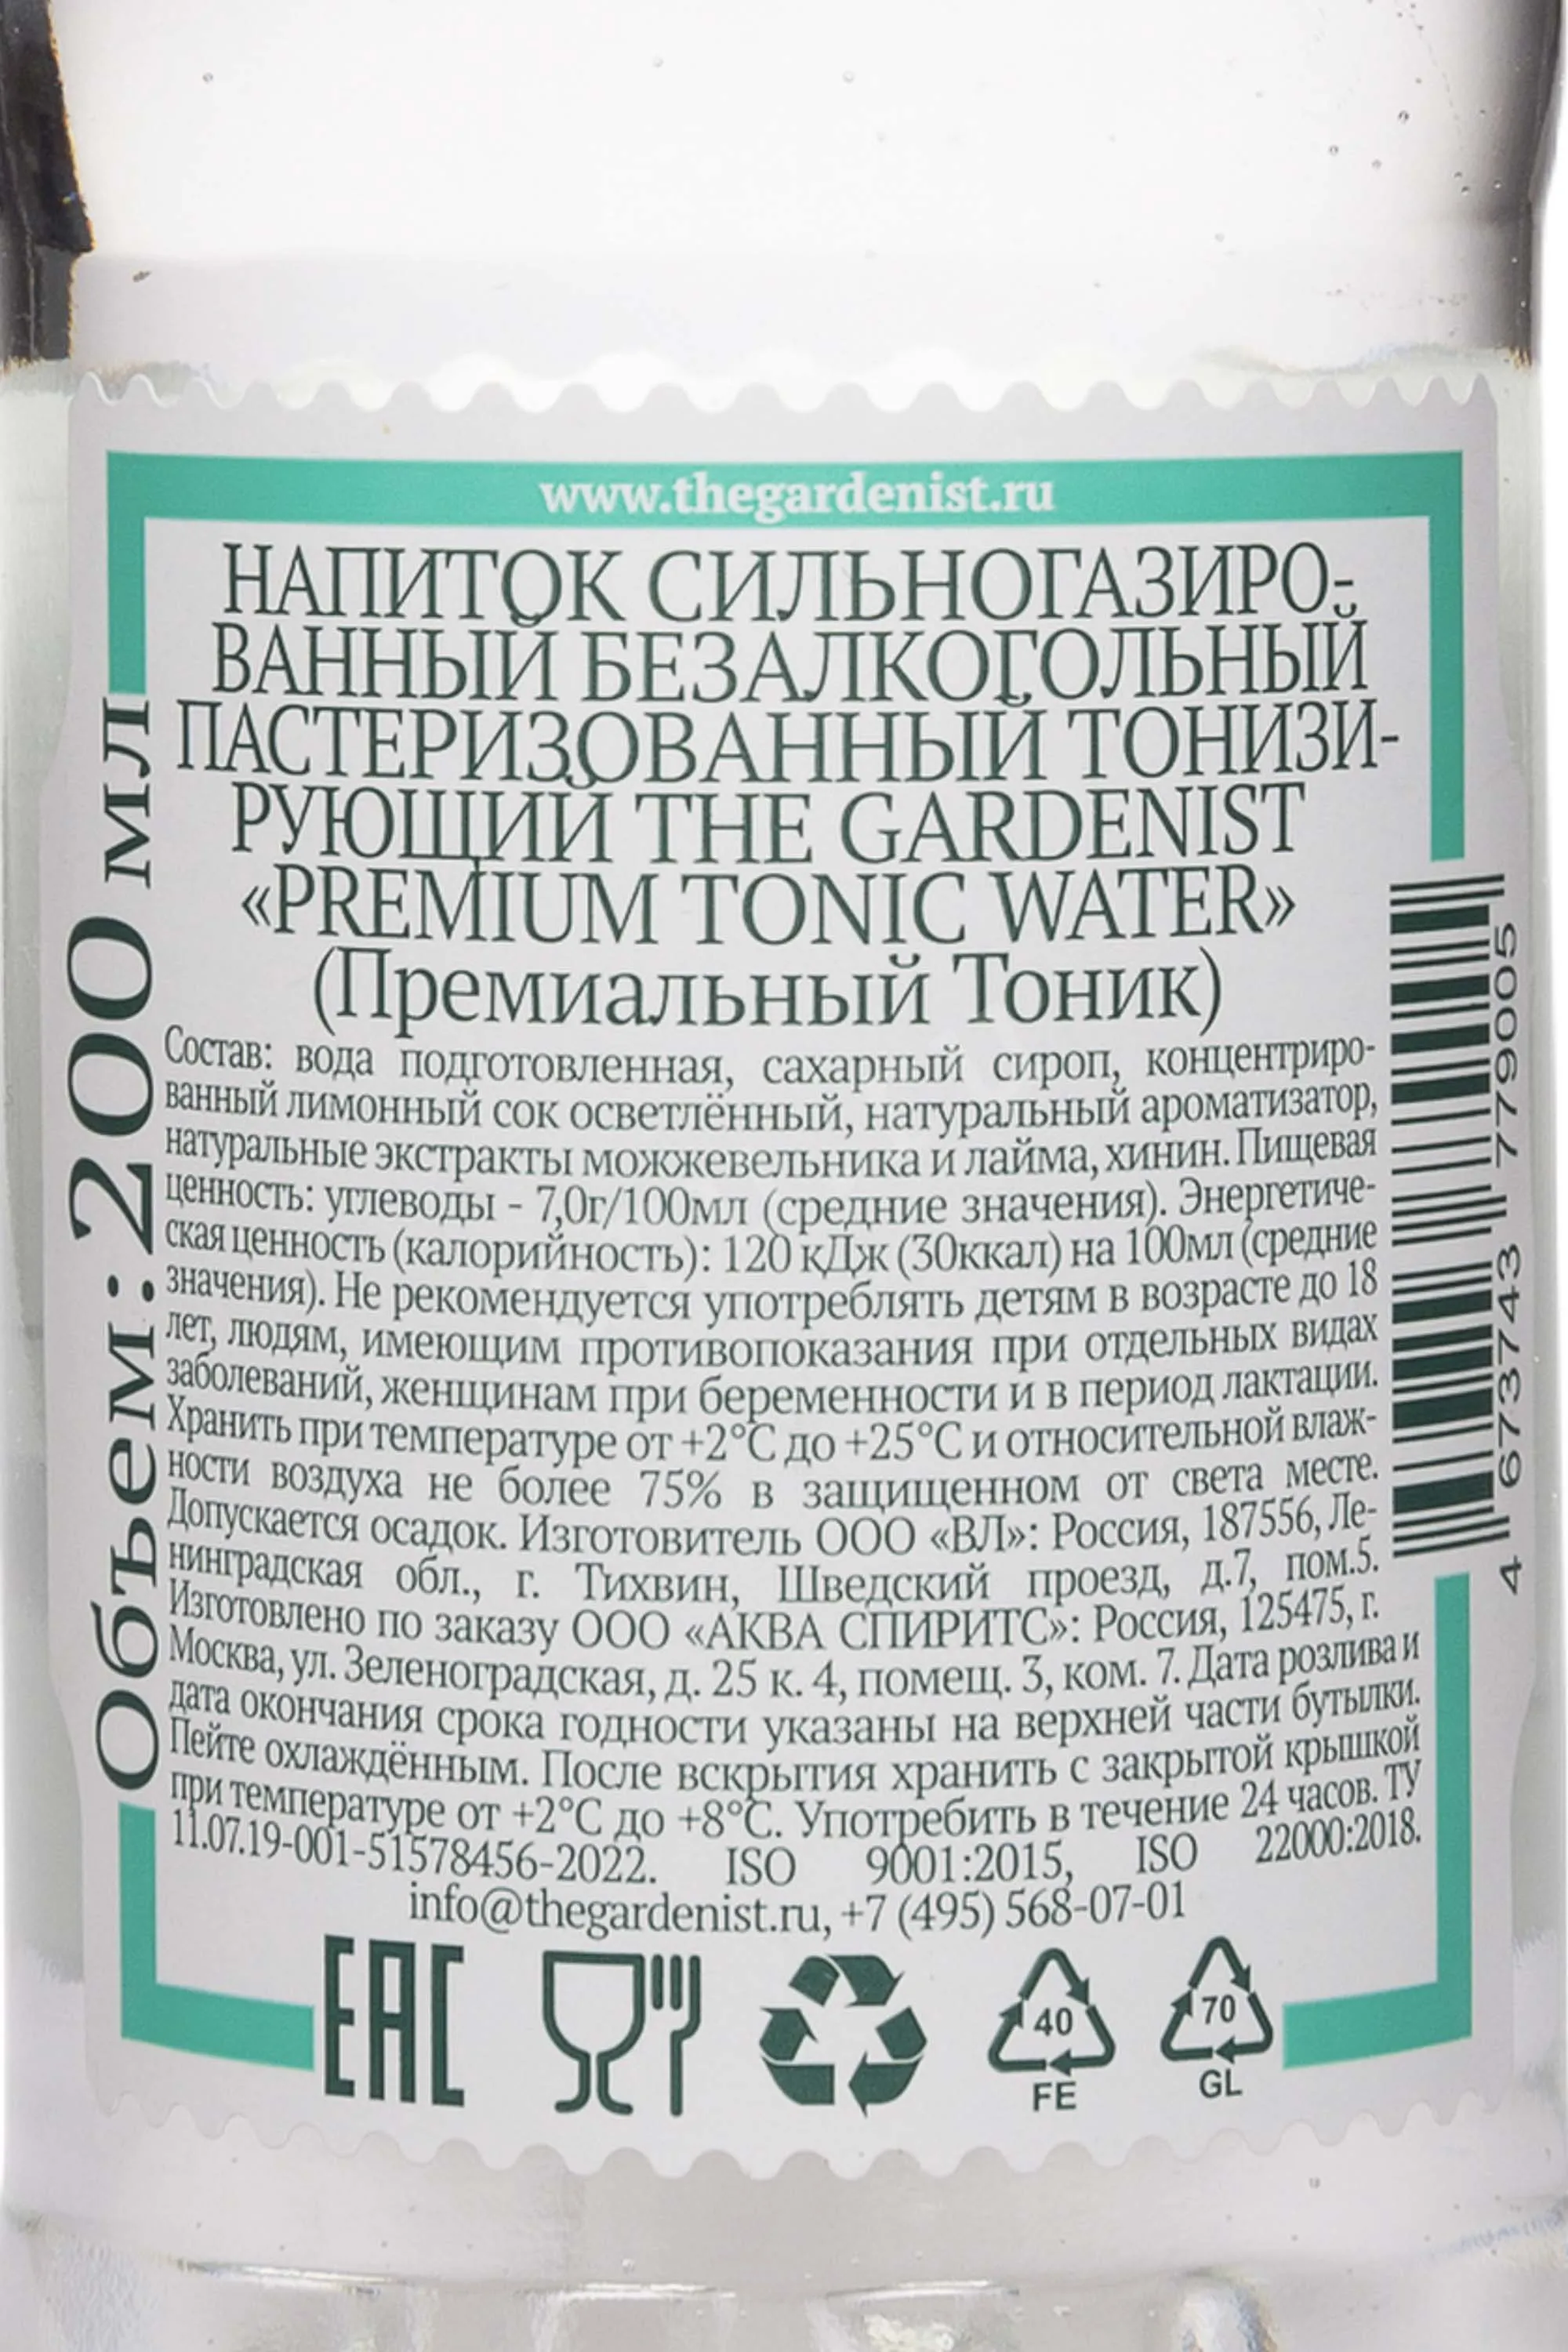 www.thegardenist.ru
НАПИТОК СИЛЬНОГАЗИРО-
ВАННЫЙ БЕЗАЛКОГОЛЬНЫЙ
ПАСТЕРИЗОВАННЫЙ ТОНИЗИ-
РУЮЩИЙ THE GARDENIST
«PREMIUM TONIC WATER»
(Премиальный Тоник)
Состав: вода подготовленная, сахарный сироп, концентриро-
ванный лимонный сок осветлённый, натуральный ароматизатор,
натуральные экстракты можжевельника и лайма, хинин. Пищевая
ценность: углеводы - 7,0г/100мл (средние значения). Энергетиче-
ская ценность (калорийность): 120 кДж (30ккал) на 100мл (средние
значения). Не рекомендуется употреблять детям в возрасте до 18
лет, людям, имеющим противопоказания при отдельных видах
заболеваний, женщинам при беременности и в период лактации.
Хранить при температуре от +2°С до +25°С и относительной влаж-
ности воздуха не более 75% в защищенном от света месте.
Допускается осадок. Изготовитель ООО «ВЛ»: Россия, 187556, Ле-
нинградская обл., г. Тихвин, Шведский проезд, д.7, пом.5.
Изготовлено по заказу ООО «АКВА СПИРИТС»: Россия, 125475, г.
Москва, ул. Зеленоградская, д. 25 к. 4, помещ. 3, ком. 7. Дата розлива и
дата окончания срока годности указаны на верхней части бутылки.
Пейте охлаждённым. После вскрытия хранить с закрытой крышкой
при температуре от +2°С до +8°С. Употребить в течение 24 часов. ТУ
11.07.19-001-51578456-2022. ISO 9001:2015, ISO 22000:2018.
info@thegardenist.ru, +7 (495) 568-07-01
Объем: 200 мл
4 673743 779005
EAC
40
FE
70
GL